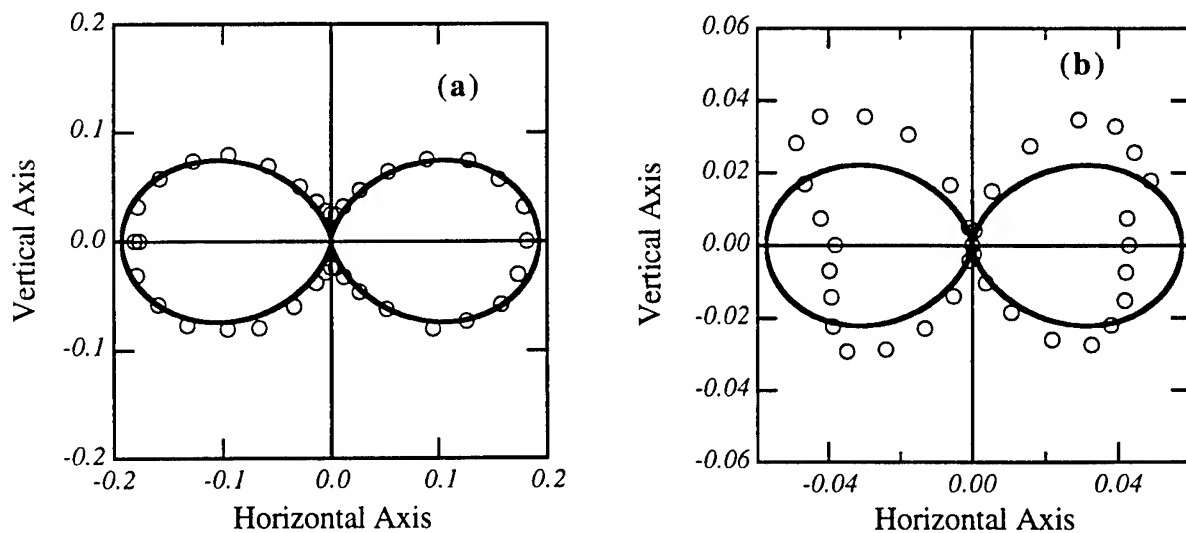 0.2
(a)
0.1
Vertical Axis
0.0
-0.1
-0.2
-0.2 -0.1 0.0 0.1 0.2
Horizontal Axis
0.06
(b)
0.04
0.02
Vertical Axis
0.00
-0.02
-0.04
-0.06
-0.04 0.00 0.04
Horizontal Axis